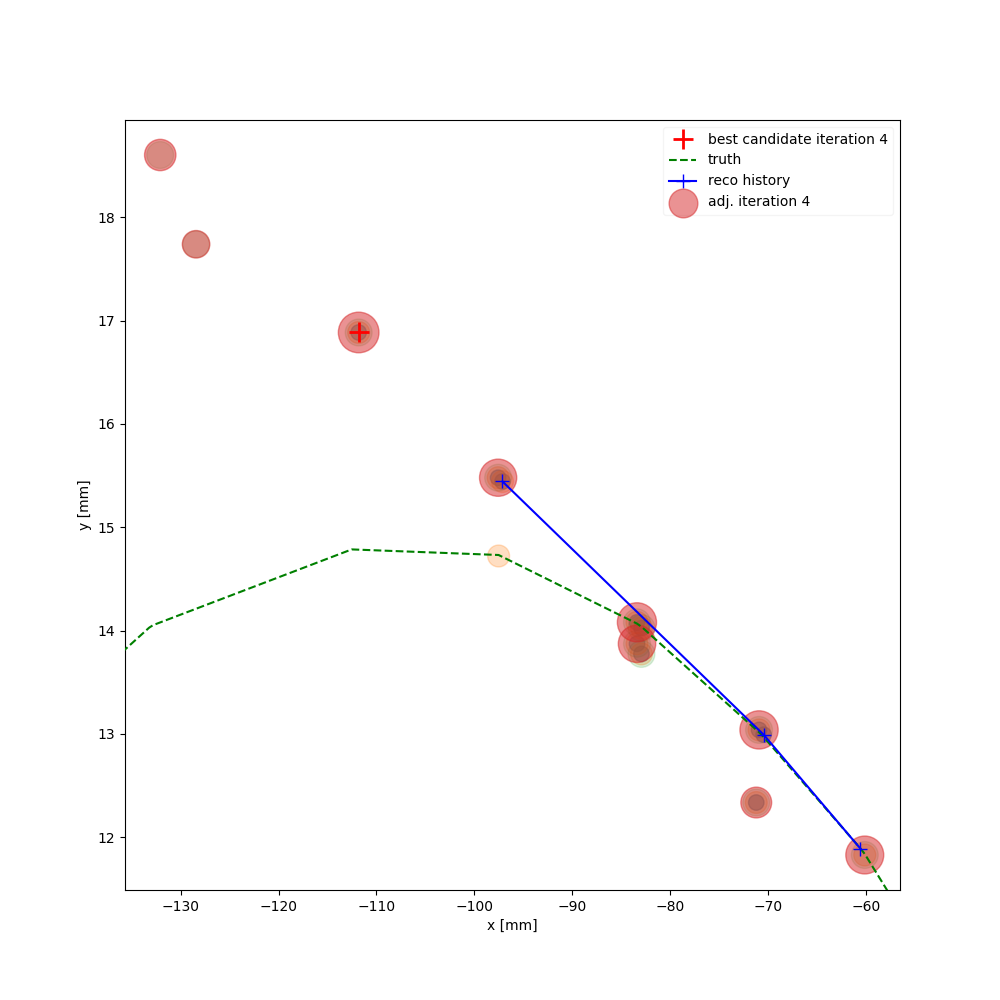 best candidate iteration 4
truth
reco history
adj. iteration 4
18
17
16
15
14
13
12
y [mm]
−130 −120 −110 −100 −90 −80 −70 −60
x [mm]